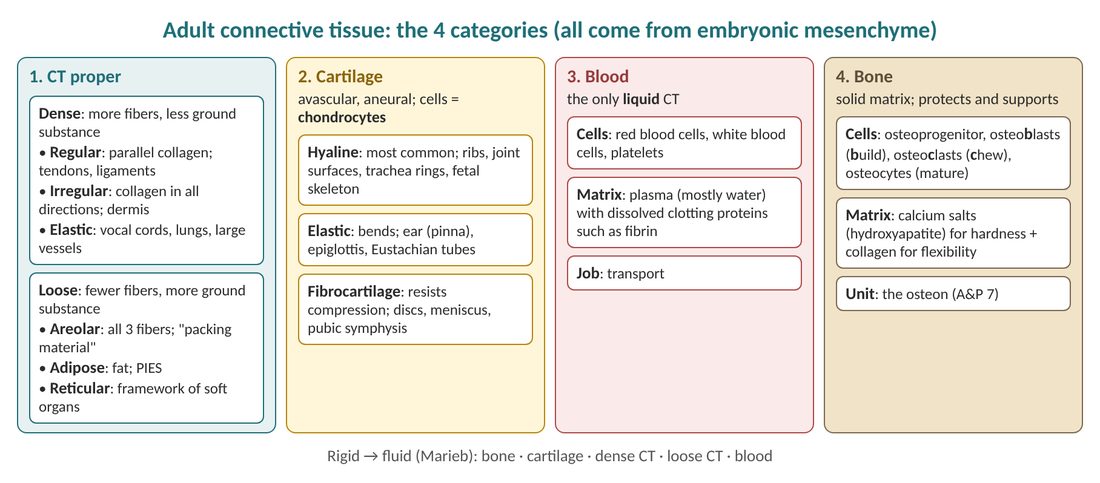 Adult connective tissue: the 4 categories (all come from embryonic mesenchyme)
1. CT proper
Dense: more fibers, less ground
substance
• Regular: parallel collagen;
tendons, ligaments
• Irregular: collagen in all
directions; dermis
• Elastic: vocal cords, lungs, large
vessels
Loose: fewer fibers, more ground
substance
• Areolar: all 3 fibers; "packing
material"
• Adipose: fat; PIES
• Reticular: framework of soft
organs
2. Cartilage
avascular, aneural; cells =
chondrocytes
Hyaline: most common; ribs, joint
surfaces, trachea rings, fetal
skeleton
Elastic: bends; ear (pinna),
epiglottis, Eustachian tubes
Fibrocartilage: resists
compression; discs, meniscus,
pubic symphysis
3. Blood
the only liquid CT
Cells: red blood cells, white blood
cells, platelets
Matrix: plasma (mostly water)
with dissolved clotting proteins
such as fibrin
Job: transport
4. Bone
solid matrix; protects and supports
Cells: osteoprogenitor, osteoblasts
(build), osteoclasts (chew),
osteocytes (mature)
Matrix: calcium salts
(hydroxyapatite) for hardness +
collagen for flexibility
Unit: the osteon (A&P 7)
Rigid → fluid (Marieb): bone · cartilage · dense CT · loose CT · blood